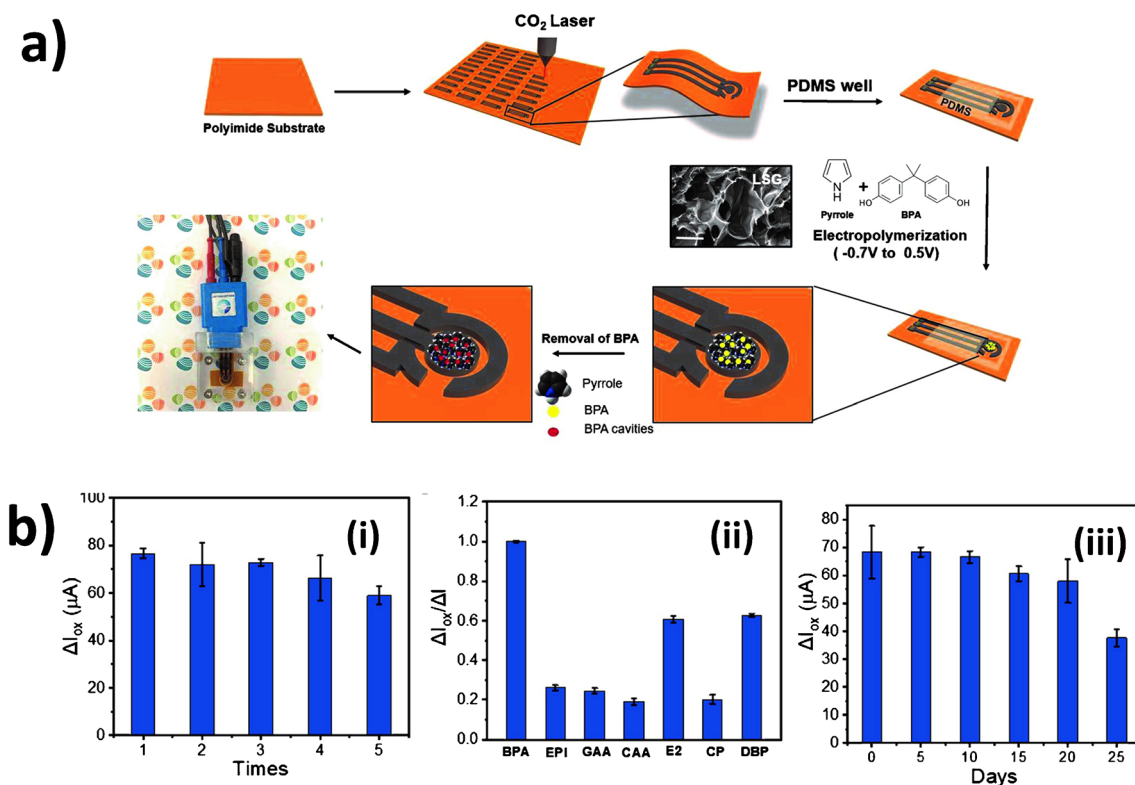 a)
CO2 Laser
Polyimide Substrate
PDMS well
PDMS
LSG
N
H
Pyrrole
+
HO
OH
BPA
Electropolymerization
( -0.7V to 0.5V)
Removal of BPA
Pyrrole
BPA
BPA cavities
b)
(i)
ΔIox (µA)
100
80
60
40
20
0
1 2 3 4 5
Times
(ii)
ΔIox/ΔI
1.2
1.0
0.8
0.6
0.4
0.2
0.0
BPA EPI GAA CAA E2 CP DBP
(iii)
ΔIox (µA)
80
70
60
50
40
30
20
10
0
0 5 10 15 20 25
Days